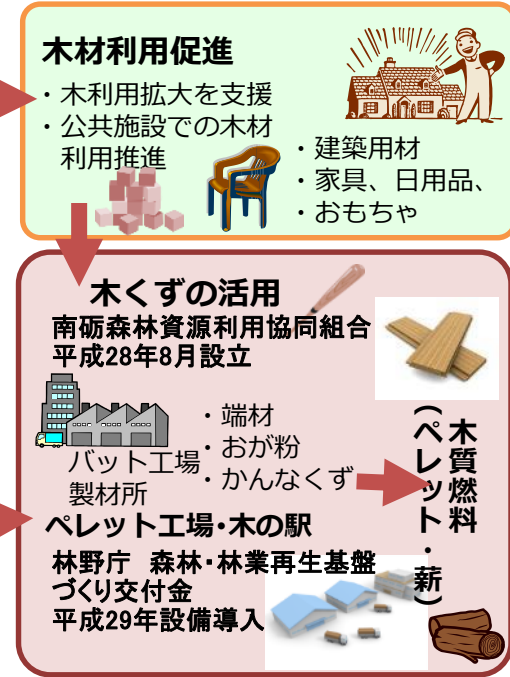 木材利用促進
・木利用拡大を支援
・公共施設での木材
利用推進
・建築用材
・家具、日用品、
・おもちゃ
木くずの活用
南砺森林資源利用協同組合
平成28年8月設立
・端材
・おが粉
・かんなくず
バット工場
製材所
木質燃料
（ペレット・薪）
ペレット工場・木の駅
林野庁　森林・林業再生基盤
づくり交付金
平成29年設備導入